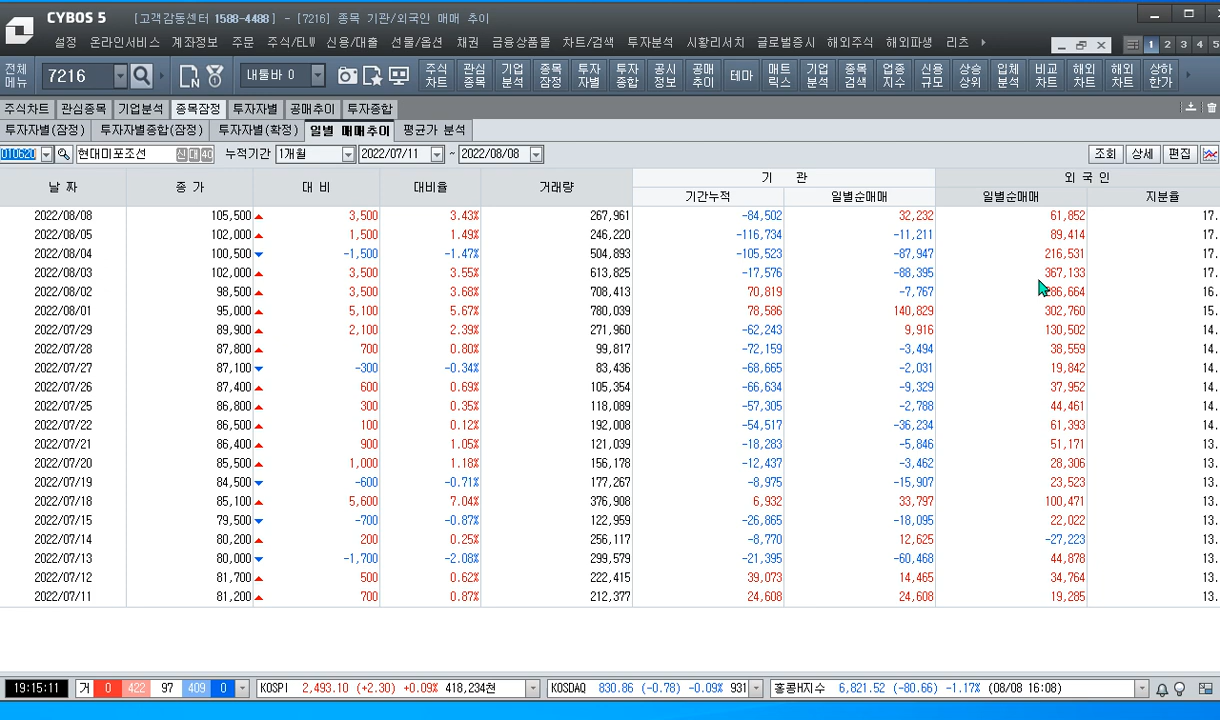 CYBOS 5 [고객감동센터 1588-4488] - [7216] 종목 기관/외국인 매매 추이
설정 온라인서비스 계좌정보 주문 주식/ELW 신용/대출 선물/옵션 채권 금융상품몰 차트/검색 투자분석 시황리서치 글로벌증시 해외주식 해외파생 리츠 1 2 3 4 5
전체메뉴 7216 내툴바 0 주식차트 관심종목 기업분석 종목잠정 투자자별 투자종합 공시정보 공매추이 테마 매트릭스 기업분석 종목검색 업종지수 신용규모 상승상위 입체분석 비교차트 해외차트 해외차트 상하한가
주식차트 관심종목 기업분석 종목잠정 투자자별 공매추이 투자종합
투자자별(잠정) 투자자별종합(잠정) 투자자별(확정) 일별 매매추이 평균가 분석
010620 현대미포조선 신 대 40 누적기간 1개월 2022/07/11 ~ 2022/08/08 조회 상세 편집
날 짜 종 가 대 비 대비율 거래량 기 관 외 국 인
기간누적 일별순매매 일별순매매 지분율
2022/08/08 105,500 ▲ 3,500 3.43% 267,961 -84,502 32,232 61,852 17.
2022/08/05 102,000 ▲ 1,500 1.49% 246,220 -116,734 -11,211 89,414 17.
2022/08/04 100,500 ▼ -1,500 -1.47% 504,893 -105,523 -87,947 216,531 17.
2022/08/03 102,000 ▲ 3,500 3.55% 613,825 -17,576 -88,395 367,133 17.
2022/08/02 98,500 ▲ 3,500 3.68% 708,413 70,819 -7,767 86,664 16.
2022/08/01 95,000 ▲ 5,100 5.67% 780,039 78,586 140,829 302,760 15.
2022/07/29 89,900 ▲ 2,100 2.39% 271,960 -62,243 9,916 130,502 14.
2022/07/28 87,800 ▲ 700 0.80% 99,817 -72,159 -3,494 38,559 14.
2022/07/27 87,100 ▼ -300 -0.34% 83,436 -68,665 -2,031 19,842 14.
2022/07/26 87,400 ▲ 600 0.69% 105,354 -66,634 -9,329 37,952 14.
2022/07/25 86,800 ▲ 300 0.35% 118,089 -57,305 -2,788 44,461 14.
2022/07/22 86,500 ▲ 100 0.12% 192,008 -54,517 -36,234 61,393 14.
2022/07/21 86,400 ▲ 900 1.05% 121,039 -18,283 -5,846 51,171 13.
2022/07/20 85,500 ▲ 1,000 1.18% 156,178 -12,437 -3,462 28,306 13.
2022/07/19 84,500 ▼ -600 -0.71% 177,267 -8,975 -15,907 23,523 13.
2022/07/18 85,100 ▲ 5,600 7.04% 376,908 6,932 33,797 100,471 13.
2022/07/15 79,500 ▼ -700 -0.87% 122,959 -26,865 -18,095 22,022 13.
2022/07/14 80,200 ▲ 200 0.25% 256,117 -8,770 12,625 -27,223 13.
2022/07/13 80,000 ▼ -1,700 -2.08% 299,579 -21,395 -60,468 44,878 13.
2022/07/12 81,700 ▲ 500 0.62% 222,415 39,073 14,465 34,764 13.
2022/07/11 81,200 ▲ 700 0.87% 212,377 24,608 24,608 19,285 13.
19:15:11 거 0 422 97 409 0 KOSPI 2,493.10 (+2.30) +0.09% 418,234천 KOSDAQ 830.86 (-0.78) -0.09% 931 홍콩H지수 6,821.52 (-80.66) -1.17% (08/08 16:08)